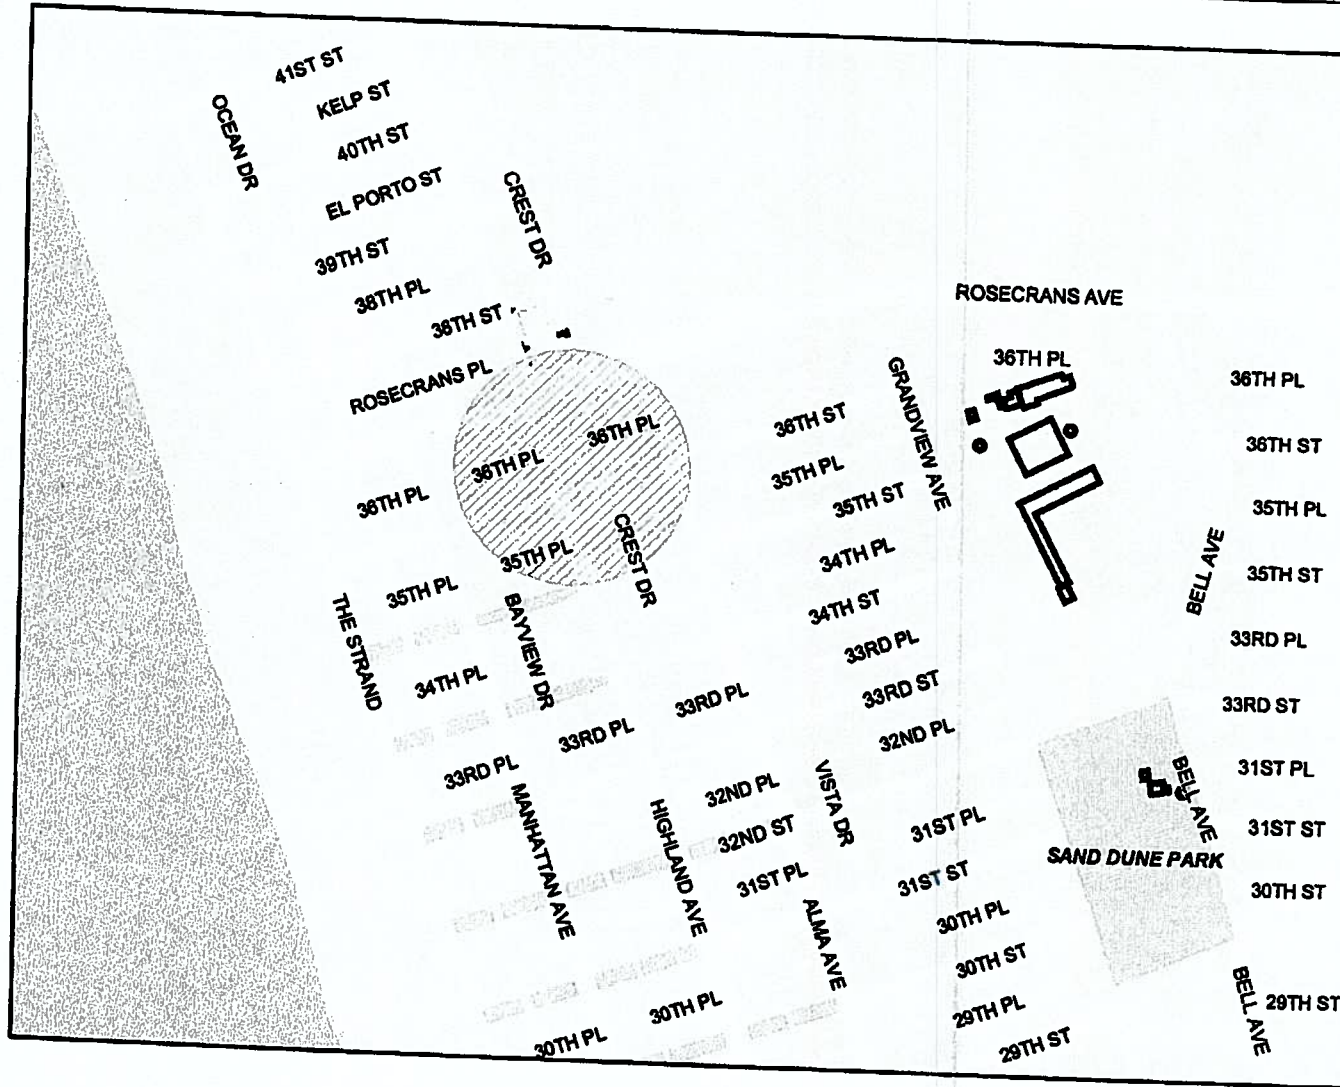 41ST ST
KELP ST
OCEAN DR
40TH ST
EL PORTO ST
CREST DR
39TH ST
38TH PL
38TH ST
ROSECRANS AVE
ROSECRANS PL
36TH PL
36TH PL
GRANDVIEW AVE
36TH ST
36TH PL
36TH ST
36TH PL
35TH PL
36TH PL
35TH ST
35TH PL
CREST DR
35TH PL
34TH PL
BELL AVE
35TH ST
35TH PL
THE STRAND
BAYVIEW DR
34TH ST
33RD PL
33RD PL
34TH PL
33RD PL
33RD ST
33RD ST
33RD PL
32ND PL
33RD PL
VISTA DR
BELL AVE
31ST PL
MANHATTAN AVE
HIGHLAND AVE
32ND PL
32ND ST
31ST PL
31ST ST
SAND DUNE PARK
31ST PL
31ST ST
30TH ST
ALMA AVE
30TH PL
30TH ST
BELL AVE
29TH ST
30TH PL
29TH PL
30TH PL
29TH ST